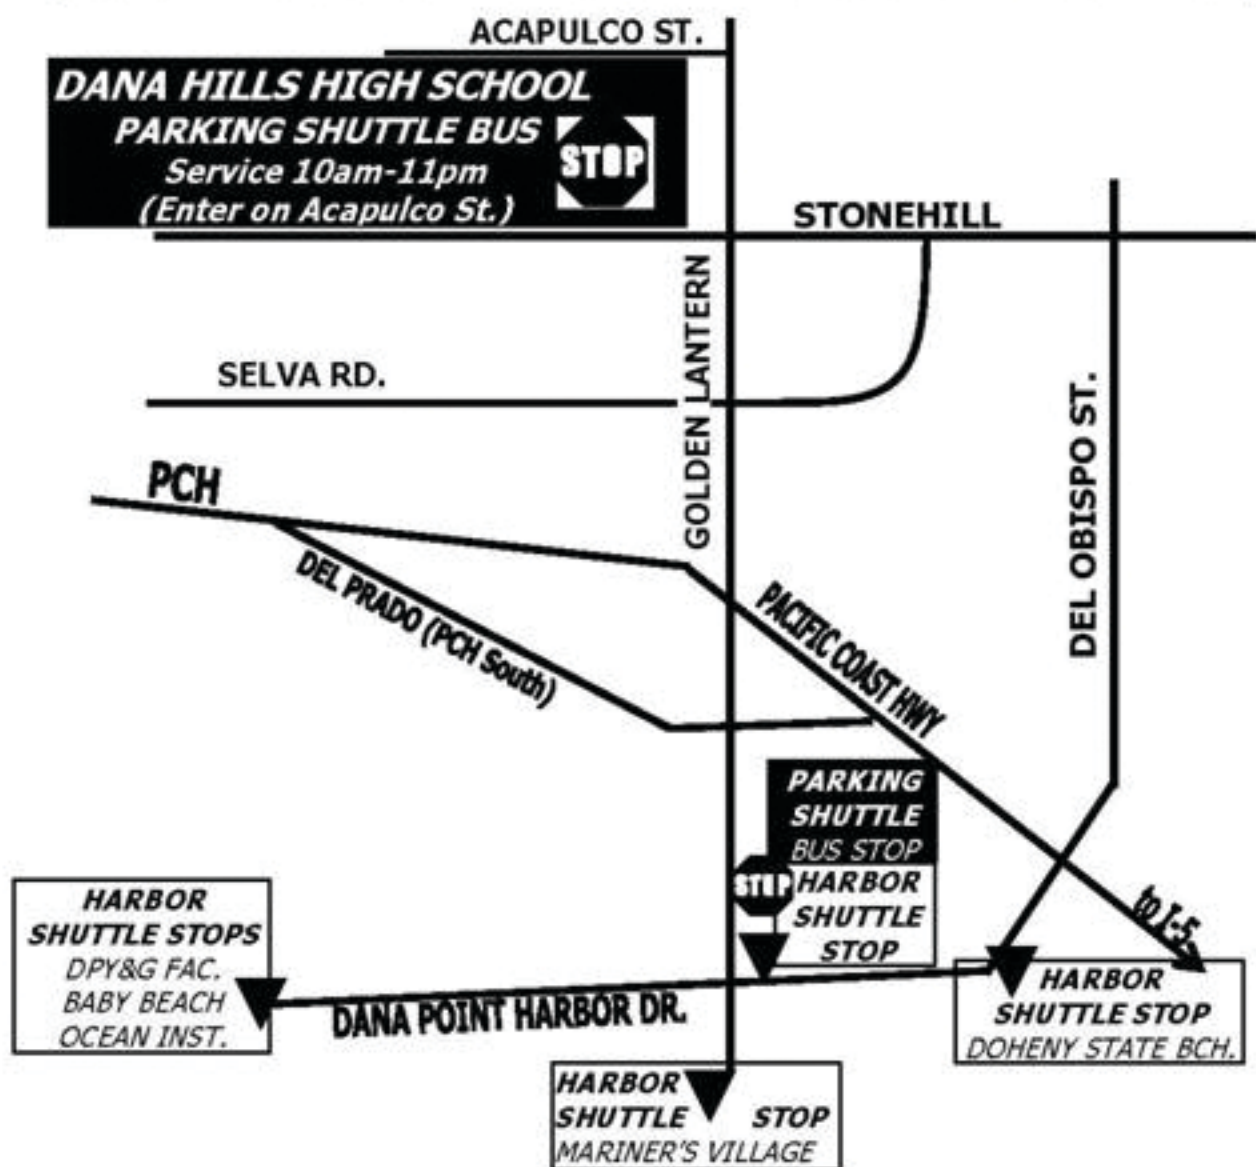 ACAPULCO ST.
DANA HILLS HIGH SCHOOL
PARKING SHUTTLE BUS
Service 10am-11pm
(Enter on Acapulco St.)
STOP
STONEHILL
GOLDEN LANTERN
SELVA RD.
DEL OBISPO ST.
PCH
DEL PRADO (PCH South)
PACIFIC COAST HWY
PARKING
SHUTTLE
BUS STOP
STOP
HARBOR
SHUTTLE
STOP
to I-5
HARBOR
SHUTTLE STOPS
DPY&G FAC.
BABY BEACH
OCEAN INST.
DANA POINT HARBOR DR.
HARBOR
SHUTTLE STOP
DOHENY STATE BCH.
HARBOR
SHUTTLE STOP
MARINER'S VILLAGE